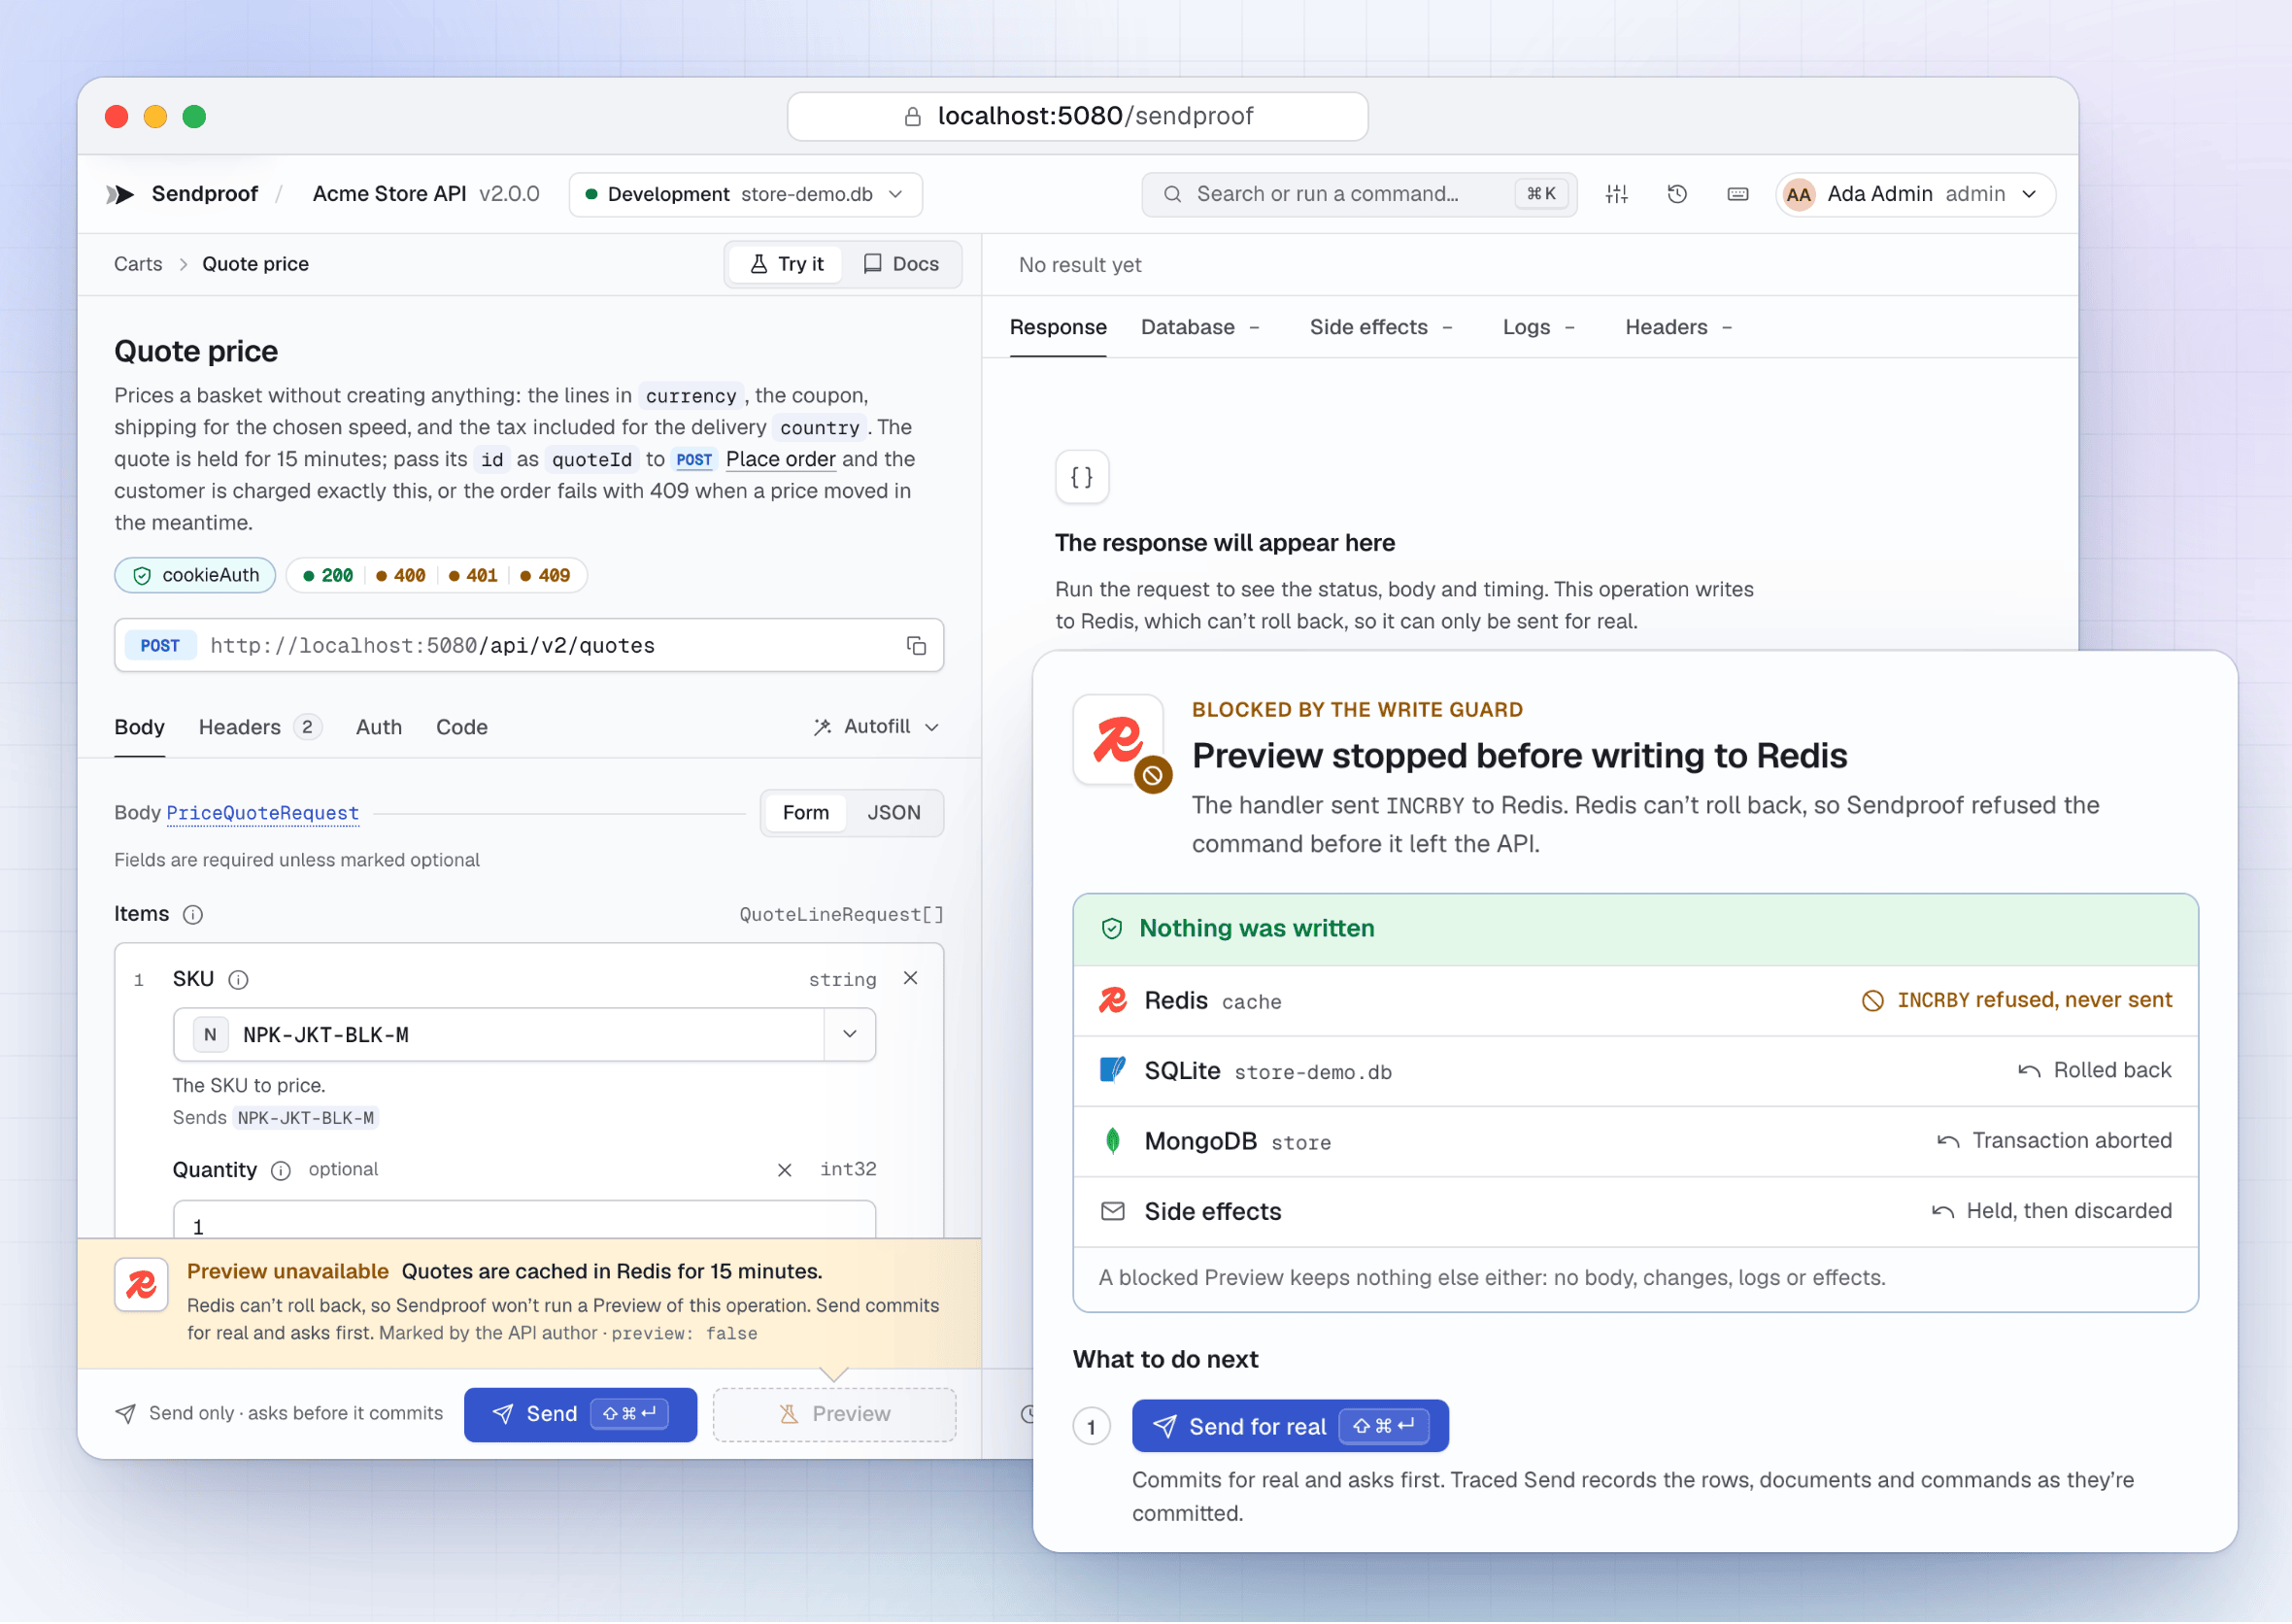 localhost:5080/sendproof
Sendproof / Acme Store API v2.0.0 Development store-demo.db
Search or run a command... ⌘K
AA Ada Admin admin
Carts > Quote price
Try it Docs
No result yet
Response Database – Side effects – Logs – Headers –
Quote price
Prices a basket without creating anything: the lines in currency, the coupon,
shipping for the chosen speed, and the tax included for the delivery country. The
quote is held for 15 minutes; pass its id as quoteId to POST Place order and the
customer is charged exactly this, or the order fails with 409 when a price moved in
the meantime.
cookieAuth 200 400 401 409
POST http://localhost:5080/api/v2/quotes
Body Headers 2 Auth Code Autofill
Body PriceQuoteRequest Form JSON
Fields are required unless marked optional
Items QuoteLineRequest[]
1 SKU string
N NPK-JKT-BLK-M
The SKU to price.
Sends NPK-JKT-BLK-M
Quantity optional int32
1
Preview unavailable Quotes are cached in Redis for 15 minutes.
Redis can’t roll back, so Sendproof won’t run a Preview of this operation. Send commits
for real and asks first. Marked by the API author · preview: false
Send only · asks before it commits Send ⇧⌘↵ Preview
{}
The response will appear here
Run the request to see the status, body and timing. This operation writes
to Redis, which can’t roll back, so it can only be sent for real.
BLOCKED BY THE WRITE GUARD
Preview stopped before writing to Redis
The handler sent INCRBY to Redis. Redis can’t roll back, so Sendproof refused the
command before it left the API.
Nothing was written
Redis cache INCRBY refused, never sent
SQLite store-demo.db Rolled back
MongoDB store Transaction aborted
Side effects Held, then discarded
A blocked Preview keeps nothing else either: no body, changes, logs or effects.
What to do next
1 Send for real ⇧⌘↵
Commits for real and asks first. Traced Send records the rows, documents and commands as they’re
committed.